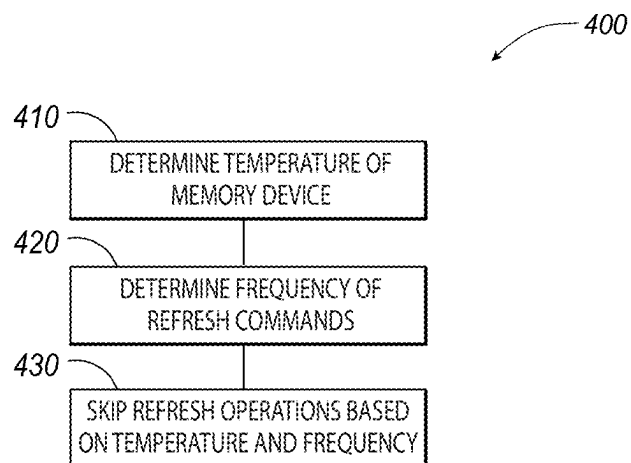 400
410
DETERMINE TEMPERATURE OF
MEMORY DEVICE
420
DETERMINE FREQUENCY OF
REFRESH COMMANDS
430
SKIP REFRESH OPERATIONS BASED
ON TEMPERATURE AND FREQUENCY